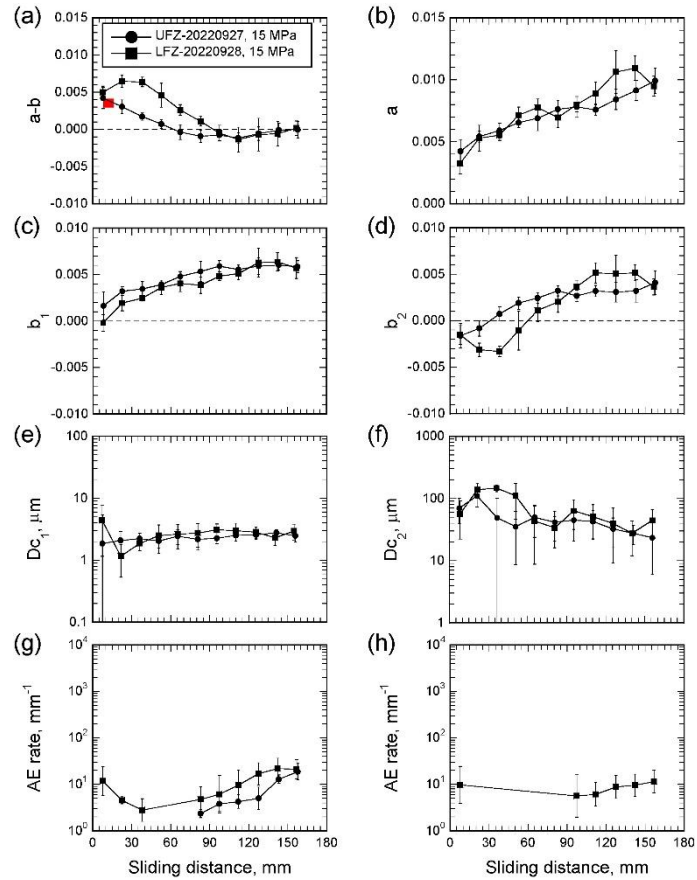 (a)
0.015
0.010
0.005
0.000
-0.005
-0.010
a-b
UFZ-20220927, 15 MPa
LFZ-20220928, 15 MPa
(b)
0.015
0.010
0.005
0.000
a
(c)
0.010
0.005
0.000
-0.005
-0.010
b1
(d)
0.010
0.005
0.000
-0.005
-0.010
b2
(e)
100
10
1
0.1
Dc1, μm
(f)
1000
100
10
1
Dc2, μm
(g)
10^4
10^3
10^2
10^1
10^0
AE rate, mm^-1
0 30 60 90 120 150 180
Sliding distance, mm
(h)
10^4
10^3
10^2
10^1
10^0
AE rate, mm^-1
0 30 60 90 120 150 180
Sliding distance, mm